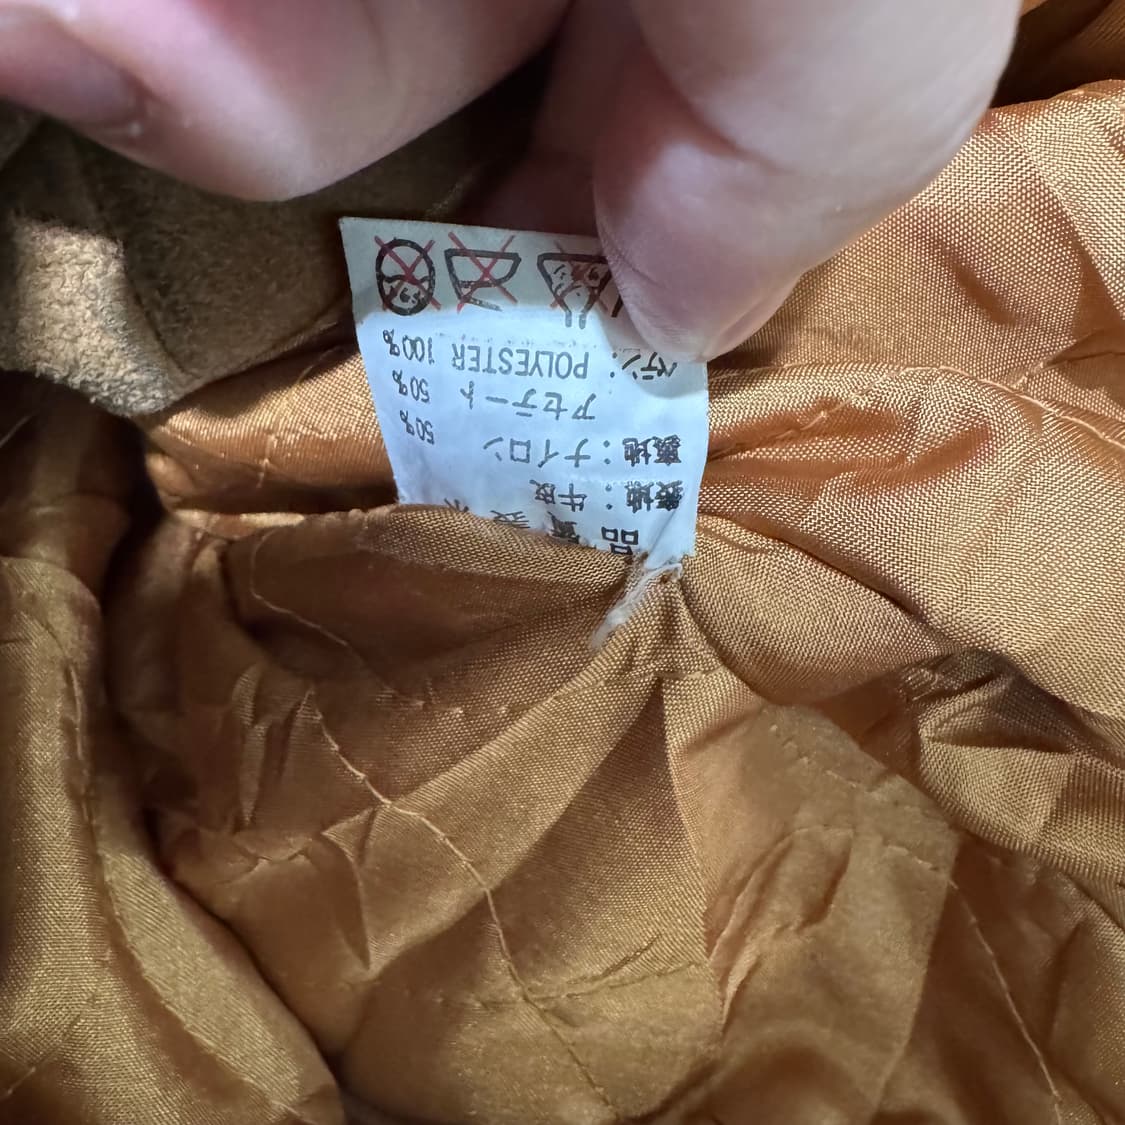 品質表示
表地：牛皮
裏地：ナイロン 50%
アセテート 50%
POLYESTER 100%